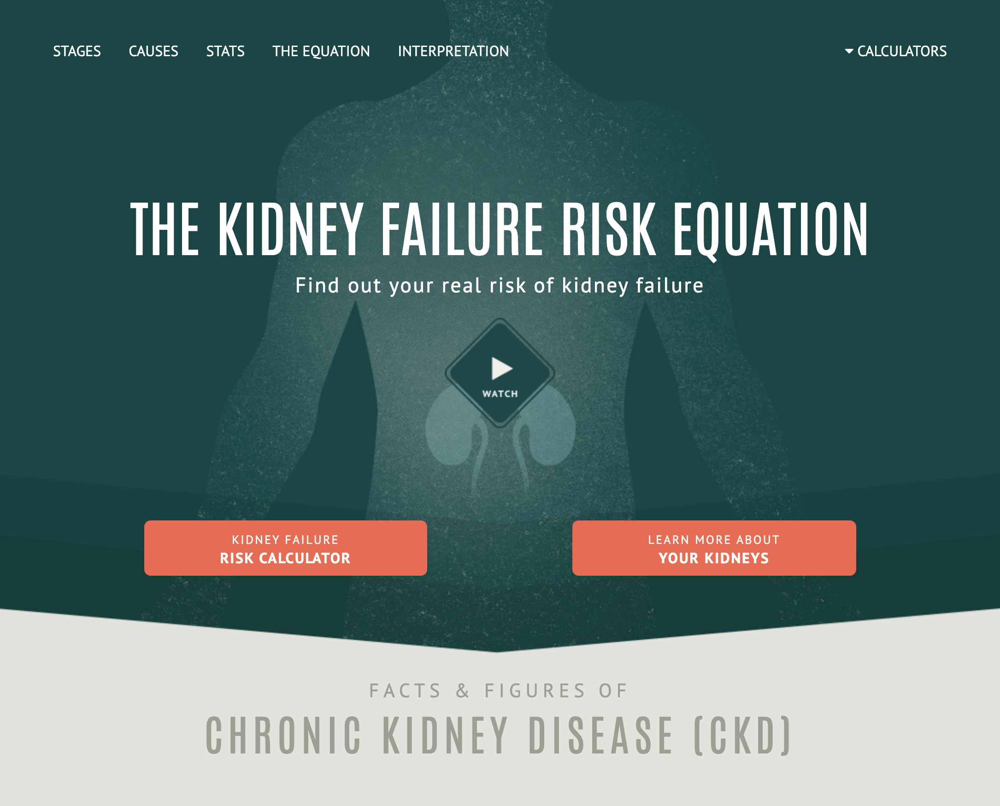 STAGES CAUSES STATS THE EQUATION INTERPRETATION CALCULATORS
THE KIDNEY FAILURE RISK EQUATION
Find out your real risk of kidney failure
WATCH
KIDNEY FAILURE
RISK CALCULATOR
LEARN MORE ABOUT
YOUR KIDNEYS
FACTS & FIGURES OF
CHRONIC KIDNEY DISEASE (CKD)